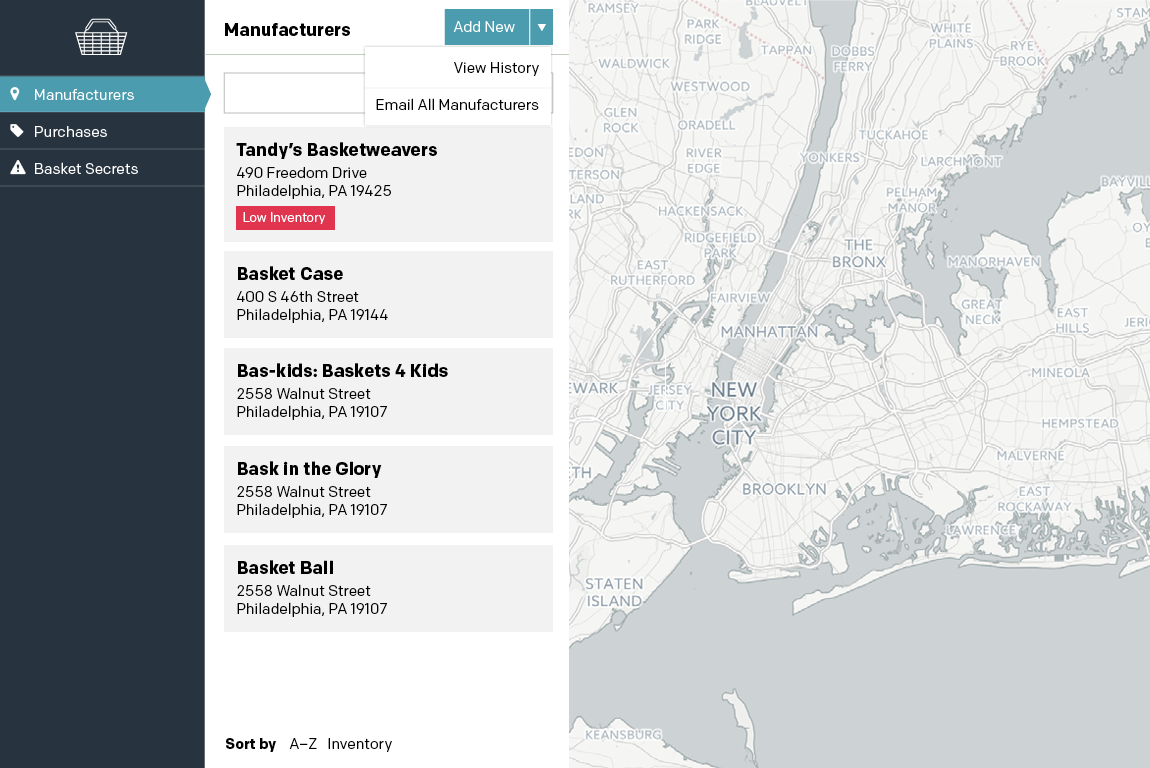 Manufacturers
Purchases
Basket Secrets
Manufacturers
Add New
View History
Email All Manufacturers
Tandy's Basketweavers
490 Freedom Drive
Philadelphia, PA 19425
Low Inventory
Basket Case
400 S 46th Street
Philadelphia, PA 19144
Bas-kids: Baskets 4 Kids
2558 Walnut Street
Philadelphia, PA 19107
Bask in the Glory
2558 Walnut Street
Philadelphia, PA 19107
Basket Ball
2558 Walnut Street
Philadelphia, PA 19107
Sort by A–Z Inventory
RAMSEY
BLAUVELT
STAM
PARK
RIDGE
WHITE
PLAINS
RYE
BROOK
TAPPAN
DOBBS
FERRY
WALDWICK
WESTWOOD
GLEN
ROCK
ORADELL
TUCKAHOE
EDON
RIVER
EDGE
YONKERS
LARCHMONT
TERSON
BAYVILL
LAND
RK
PELHAM
MANOR
HACKENSACK
OY
RIDGEFIELD
PARK
THE
BRONX
MANORHAVEN
EAST
RUTHERFORD
FAIRVIEW
GREAT
NECK
EAST
HILLS
JERI
MANHATTAN
MINEOLA
EWARK
JERSEY
CITY
NEW
YORK
CITY
HEMPSTEAD
MALVERNE
ETH
BROOKLYN
EAST
ROCKAWAY
LAWRENCE
STATEN
ISLAND
KEANSBURG